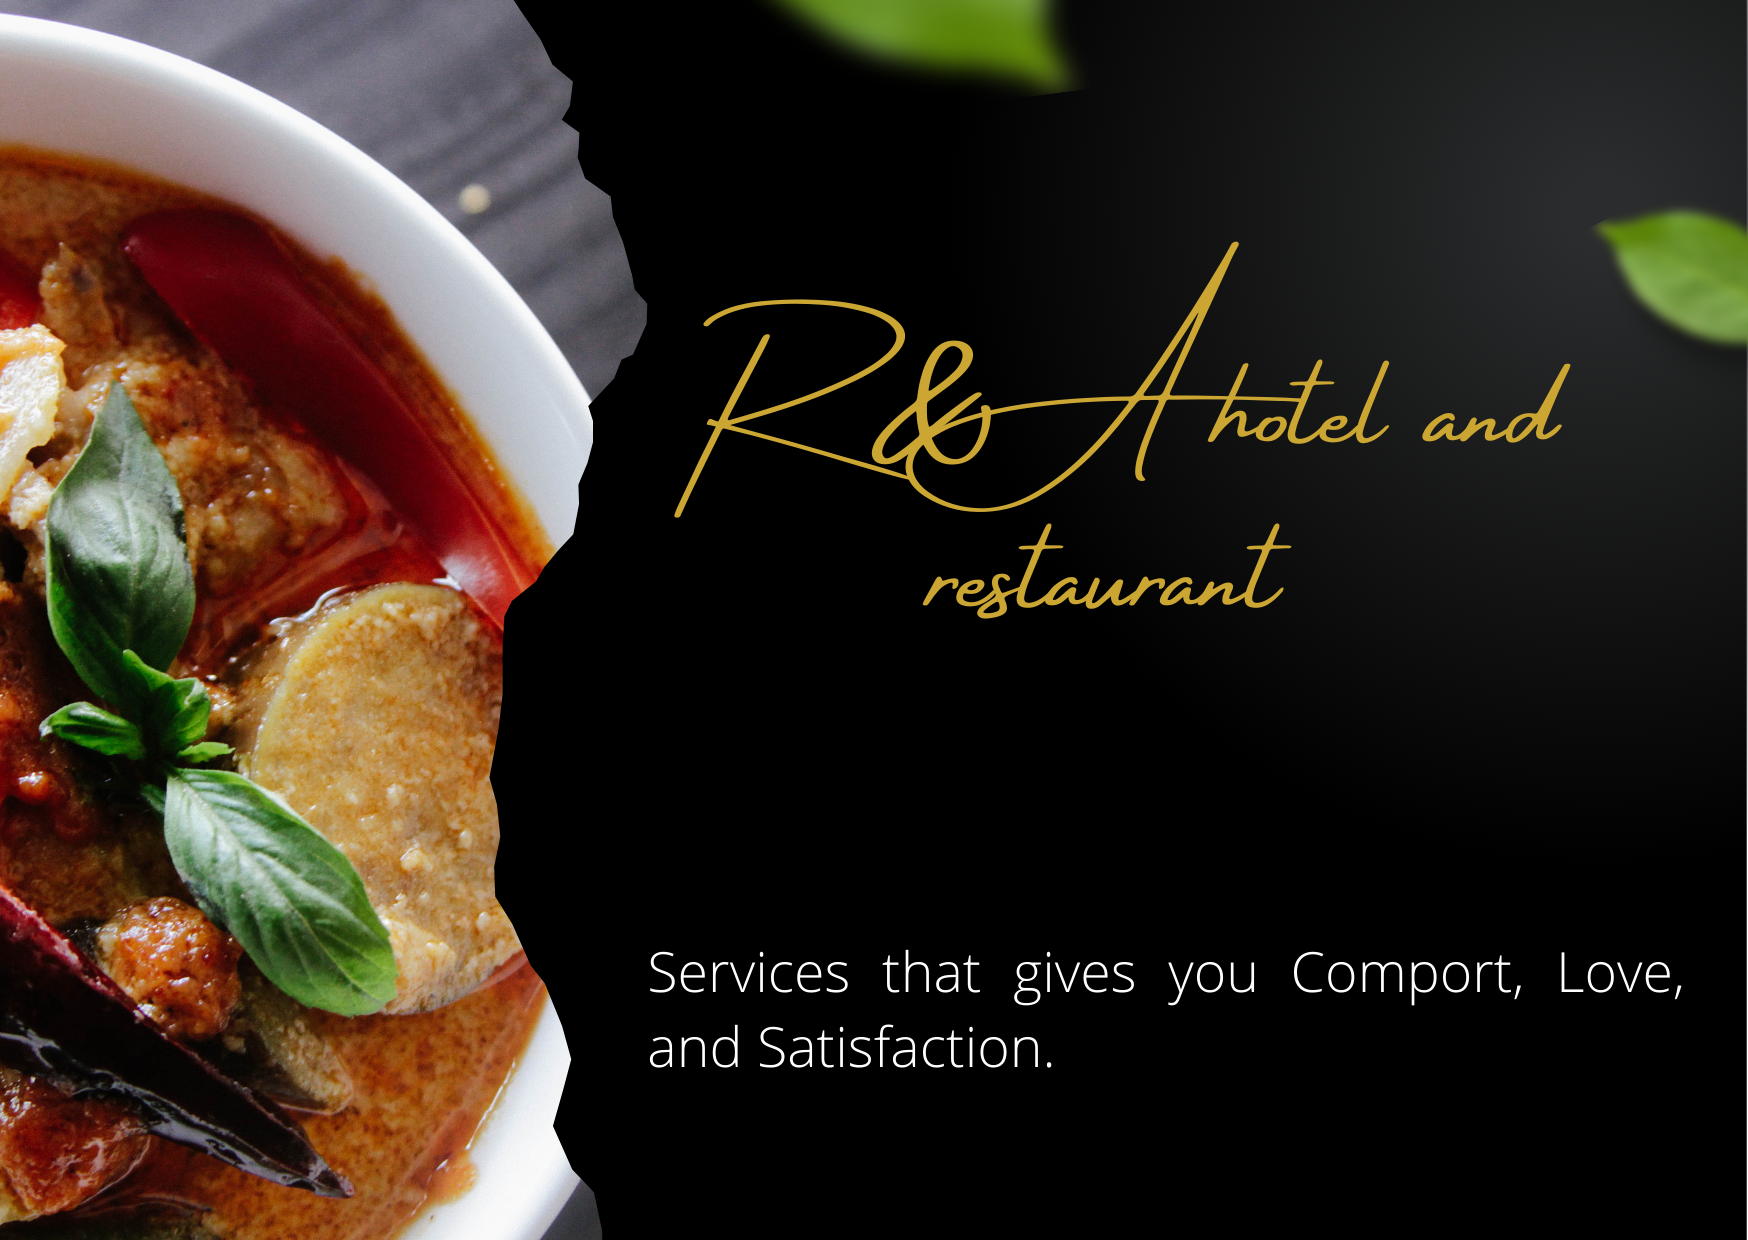 R&A hotel and
restaurant
Services that gives you Comport, Love,
and Satisfaction.